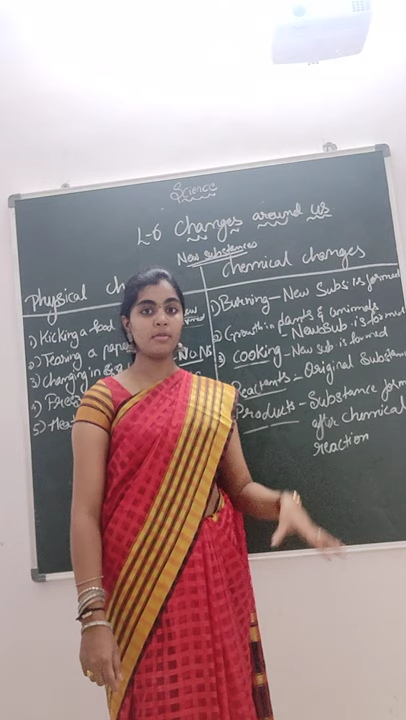 Science
L-6 Changes around us
New substances
Physical ch
1) Kicking a food
2) Tearing a pape
3) changing in
4) Pre
5) Hea
No NS
Chemical changes
1) Burning - New Subs is formed
2) Growth in plants & animals
- New Sub is formed
3) cooking - New sub is formed
Reactants - Original Substance
Products - Substance form
after chemical
reaction